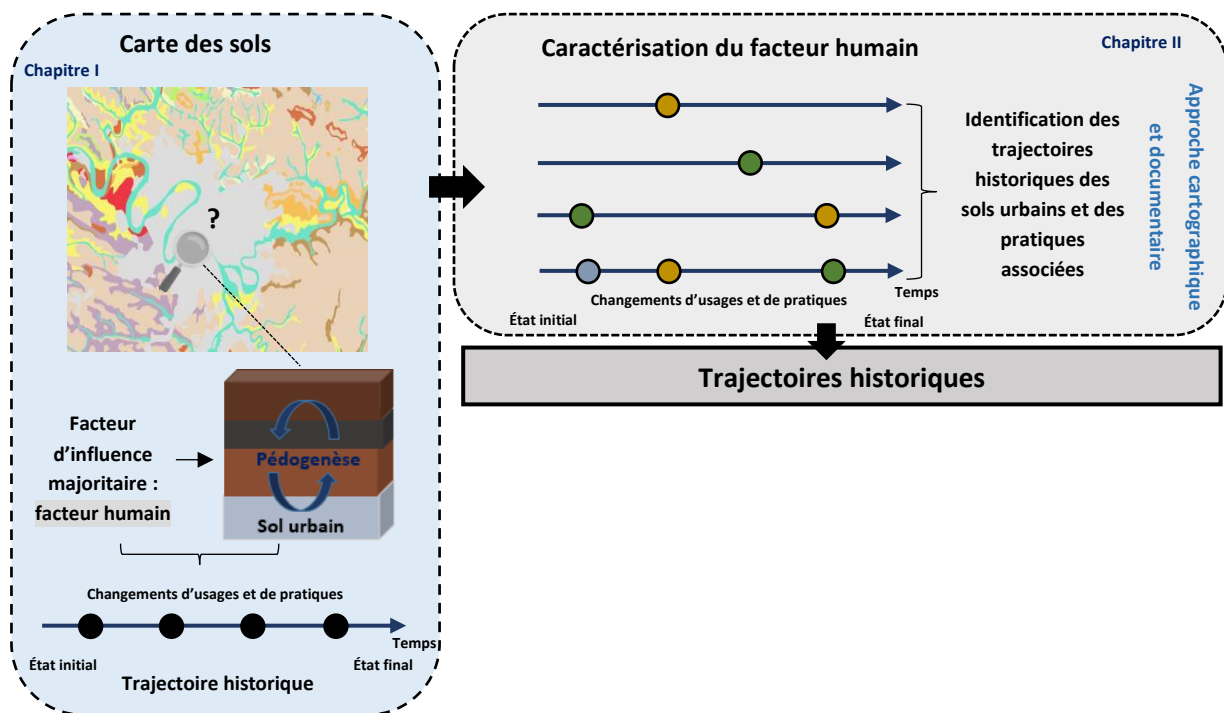 Carte des sols
Chapitre I
?
Facteur
d’influence
majoritaire :
facteur humain
Pédogenèse
Sol urbain
Changements d’usages et de pratiques
Temps
État initial
État final
Trajectoire historique
Caractérisation du facteur humain
Chapitre II
Identification des
trajectoires
historiques des
sols urbains et des
pratiques
associées
Approche cartographique
et documentaire
Changements d’usages et de pratiques
Temps
État initial
État final
Trajectoires historiques